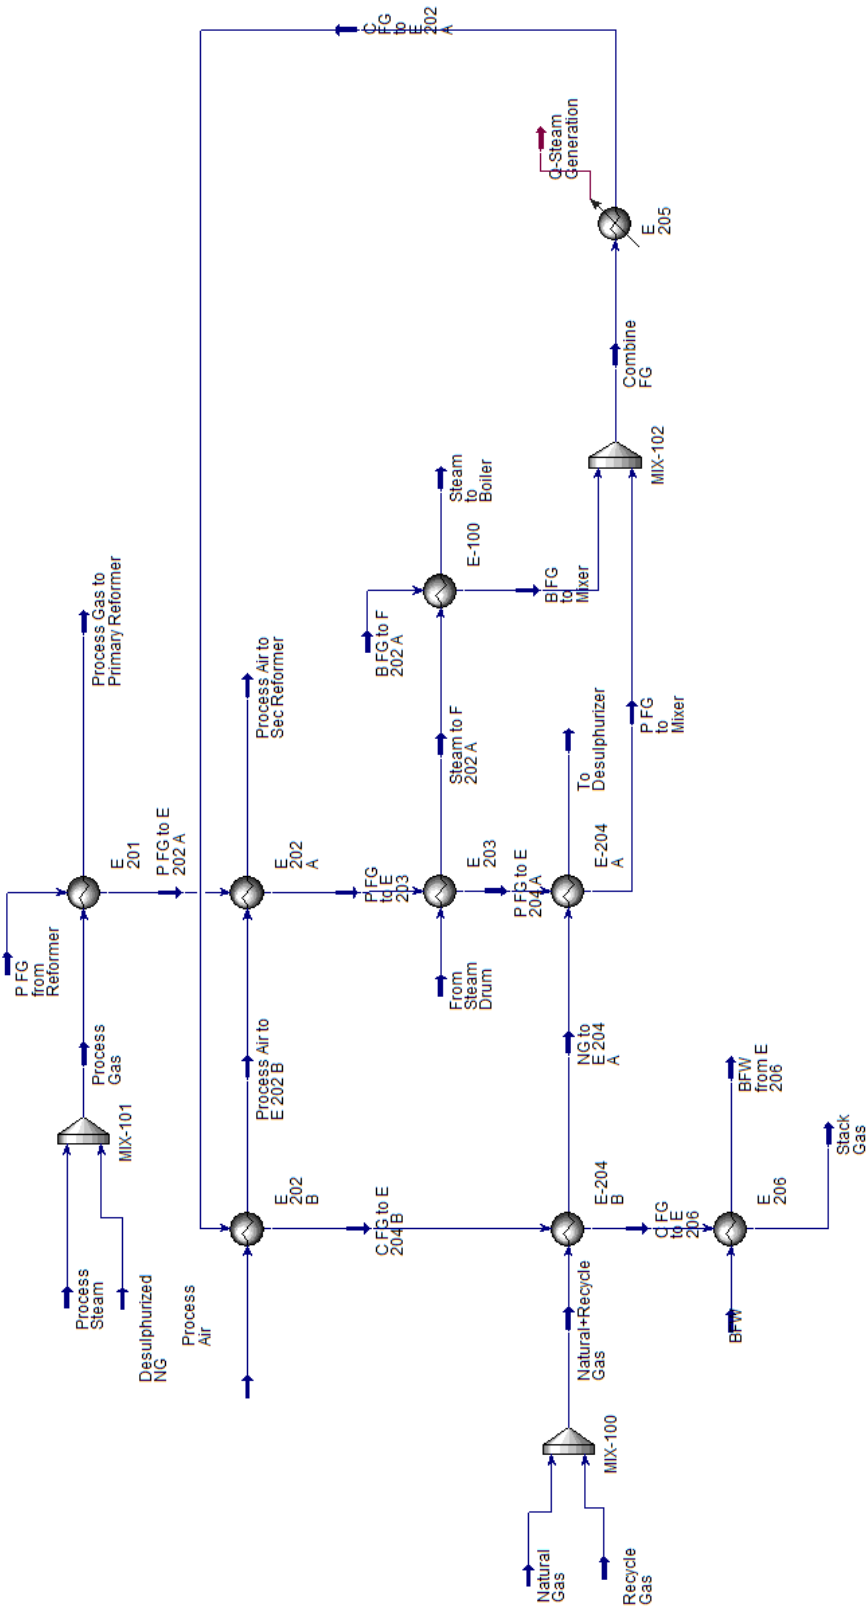 C FG
to
E 202
A
Q-Steam
Generation
E
205
Combine
FG
MIX-102
Steam
to
Boiler
E-100
B FG
to
Mixer
B FG to F
202 A
Process Gas to
Primary Reformer
Process Air to
Sec Reformer
Steam to F
202 A
To
Desulphurizer
P FG
to
Mixer
E
201
P FG to E
202 A
E
202
A
P FG
to E
203
E
203
P FG to E
204 A
E-204
A
P FG
from
Reformer
Process
Gas
MIX-101
From
Steam
Drum
Process Air to
E 202 B
NG to
E 204
A
BFW
from E
206
Stack
Gas
E
202
B
C FG to E
204 B
E-204
B
C FG
to E
206
E
206
Process
Steam
Desulphurized
NG
Process
Air
Natural+Recycle
Gas
BFW
MIX-100
Natural
Gas
Recycle
Gas